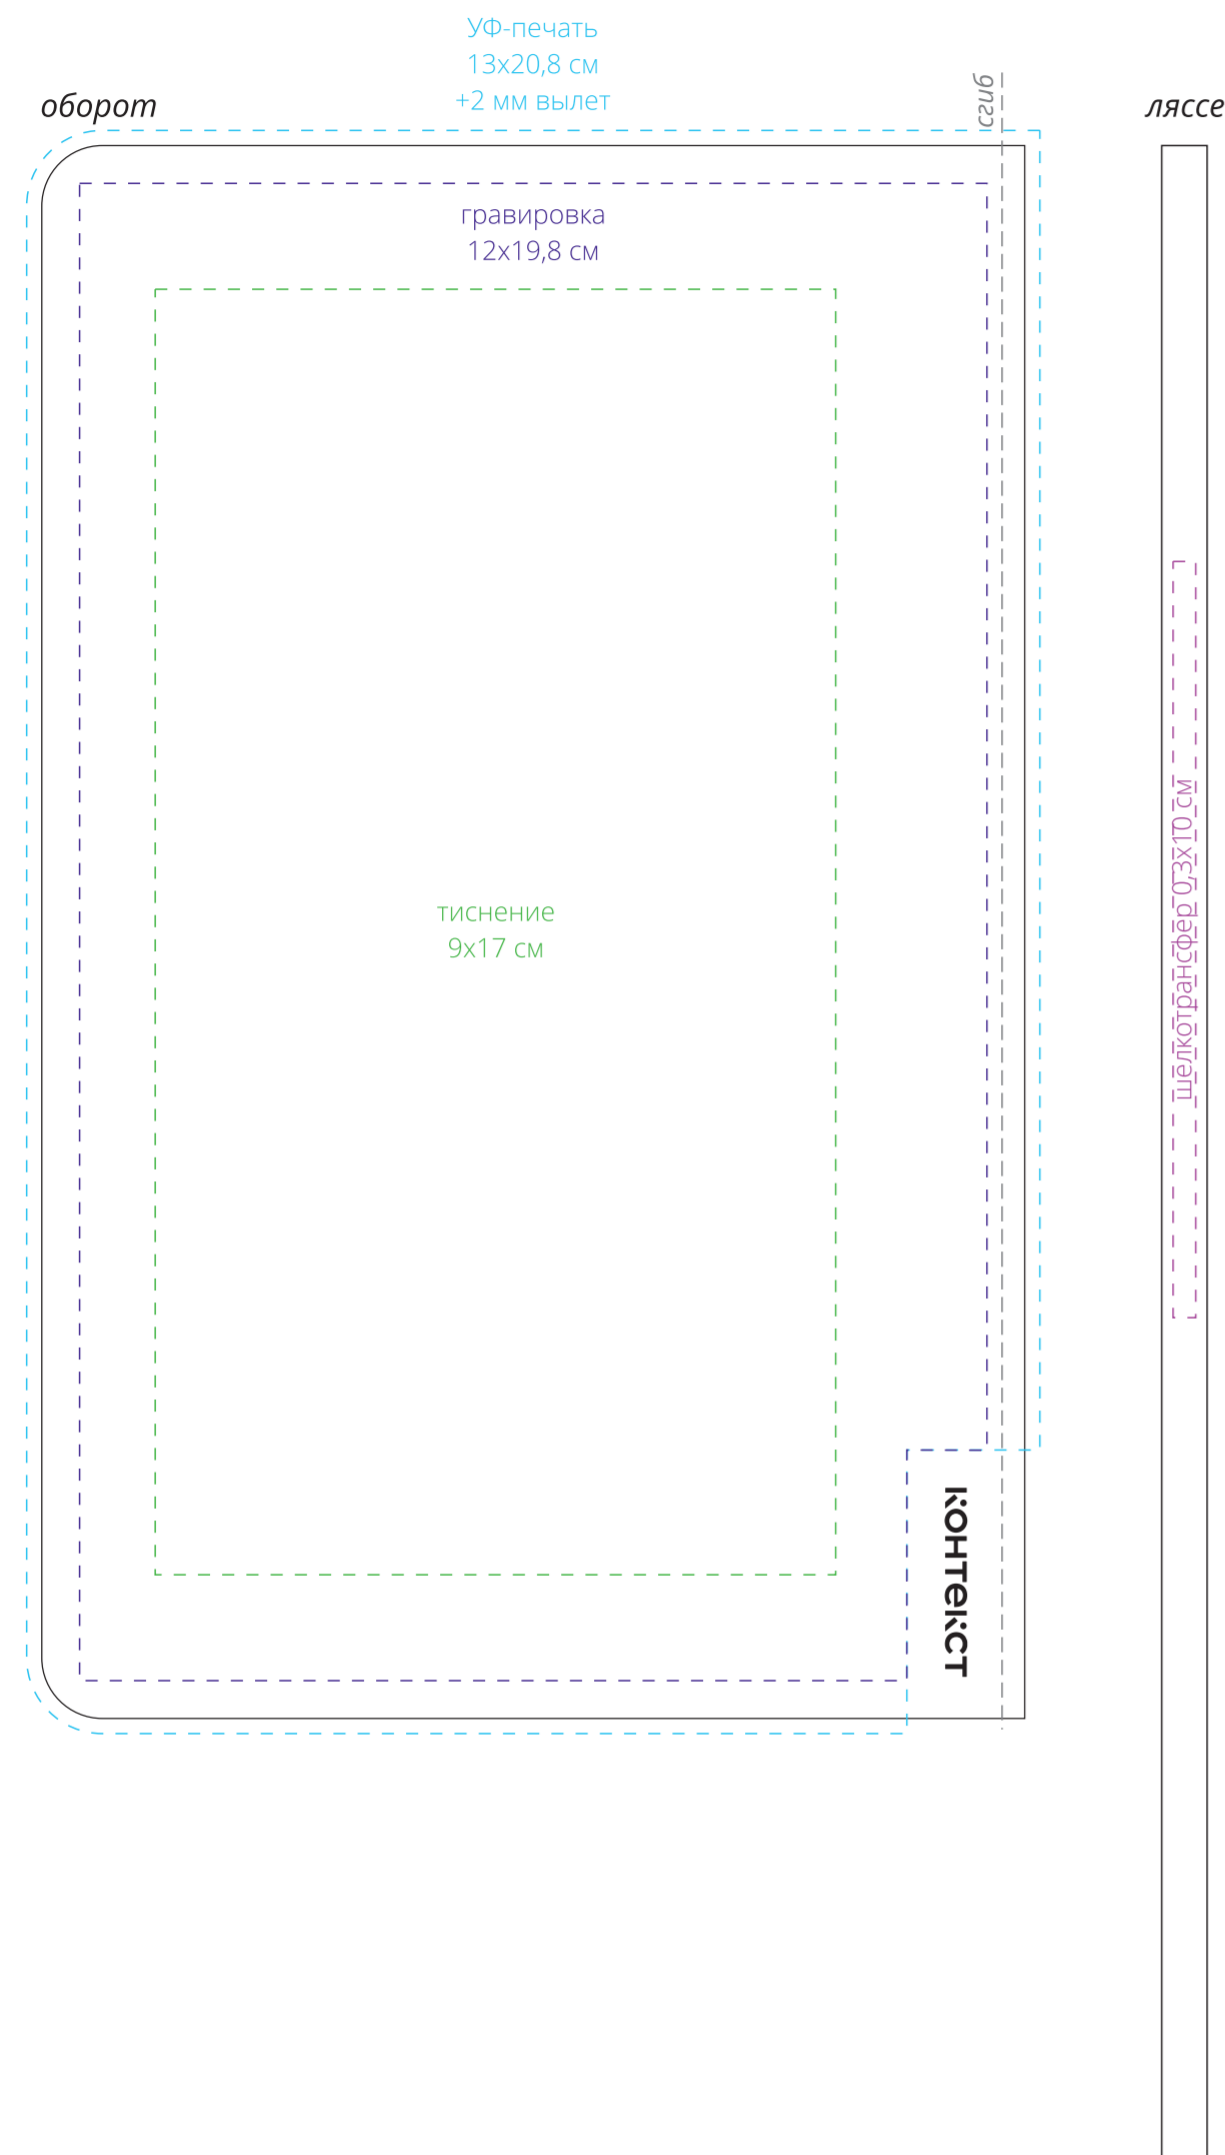 УФ-печать
13х20,8 см
+2 мм вылет
оборот
сгиб
ляссе
гравировка
12х19,8 см
тиснение
9х17 см
шелкотрансфер 0,3х10 см
контекст